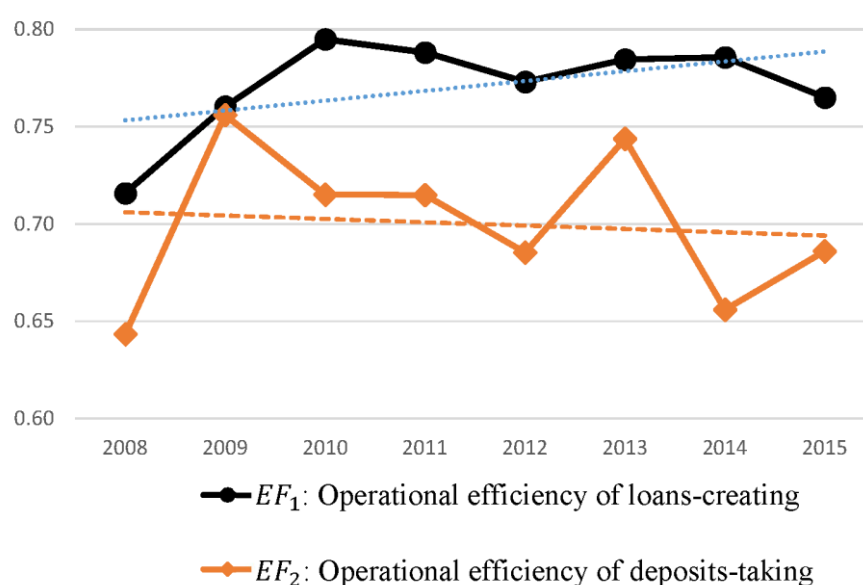 0.80
0.75
0.70
0.65
0.60
2008 2009 2010 2011 2012 2013 2014 2015
EF₁: Operational efficiency of loans-creating
EF₂: Operational efficiency of deposits-taking